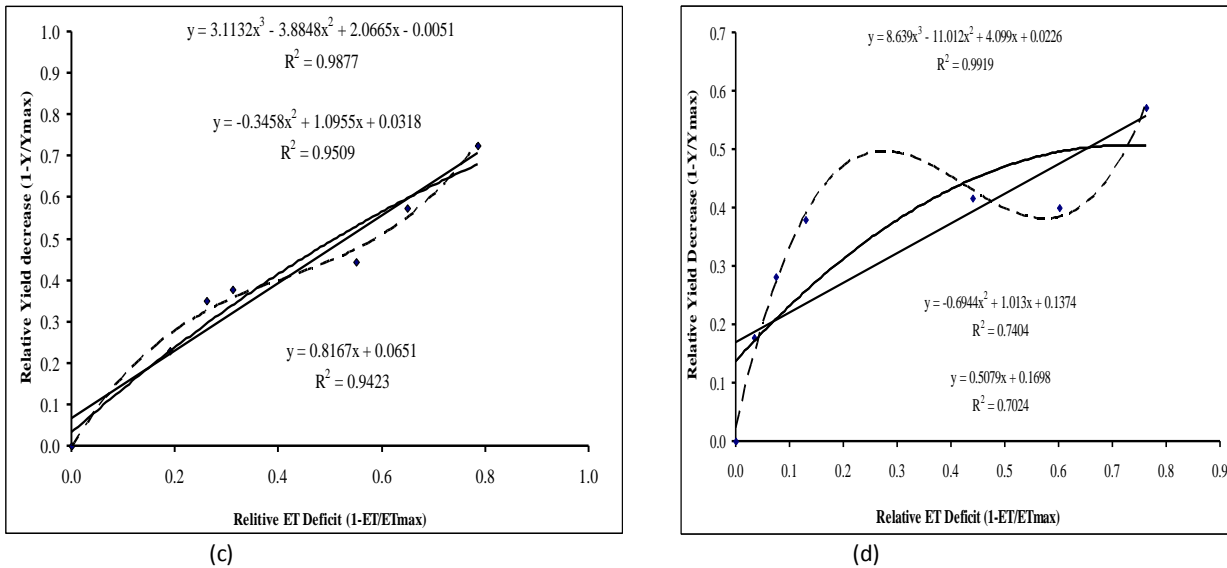 y = 3.1132x³ - 3.8848x² + 2.0665x - 0.0051
R² = 0.9877
y = -0.3458x² + 1.0955x + 0.0318
R² = 0.9509
y = 0.8167x + 0.0651
R² = 0.9423
Relative Yield decrease (1-Y/Ymax)
1.0
0.9
0.8
0.7
0.6
0.5
0.4
0.3
0.2
0.1
0.0
0.0 0.2 0.4 0.6 0.8 1.0
Relitive ET Deficit (1-ET/ETmax)
(c)
y = 8.639x³ - 11.012x² + 4.099x + 0.0226
R² = 0.9919
y = -0.6944x² + 1.013x + 0.1374
R² = 0.7404
y = 0.5079x + 0.1698
R² = 0.7024
Relative Yield Decrease (1-Y/Ymax)
0.7
0.6
0.5
0.4
0.3
0.2
0.1
0.0
0.0 0.1 0.2 0.3 0.4 0.5 0.6 0.7 0.8 0.9
Relative ET Deficit (1-ET/ETmax)
(d)